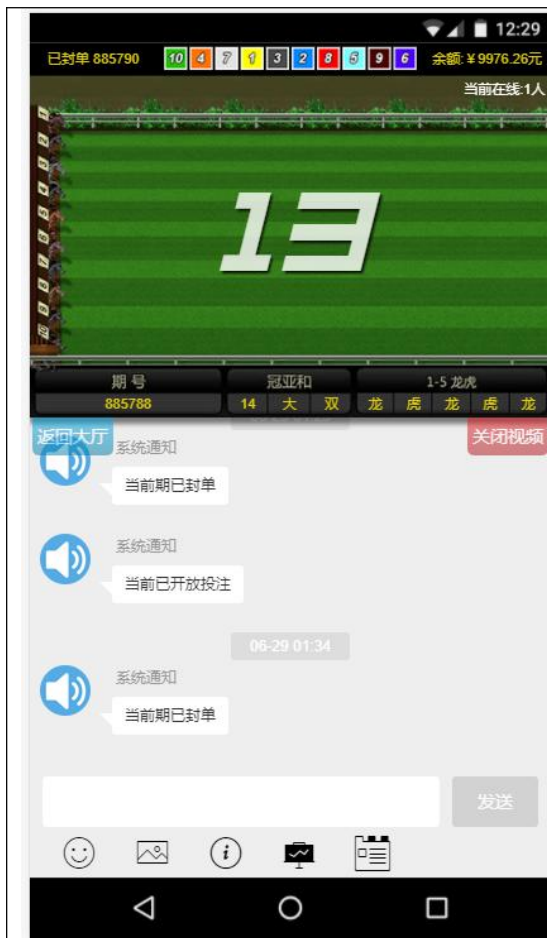 12:29
已封单 885790 10 4 7 1 3 2 8 5 9 6 余额:¥9976.26元
当前在线:1人
13
期号 冠亚和 1-5 龙虎
885788 14 大 双 龙 虎 龙 虎 龙
返回大厅 关闭视频
系统通知
当前期已封单
系统通知
当前已开放投注
06-29 01:34
系统通知
当前期已封单
发送